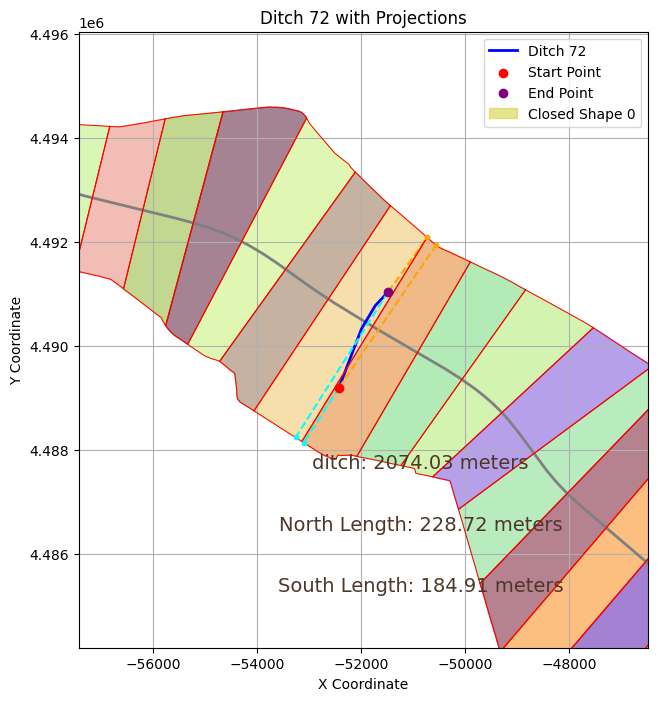 Ditch 72 with Projections
1e6
Ditch 72
Start Point
End Point
Closed Shape 0
4.496
4.494
4.492
4.490
4.488
4.486
Y Coordinate
ditch: 2074.03 meters
North Length: 228.72 meters
South Length: 184.91 meters
−56000 −54000 −52000 −50000 −48000
X Coordinate